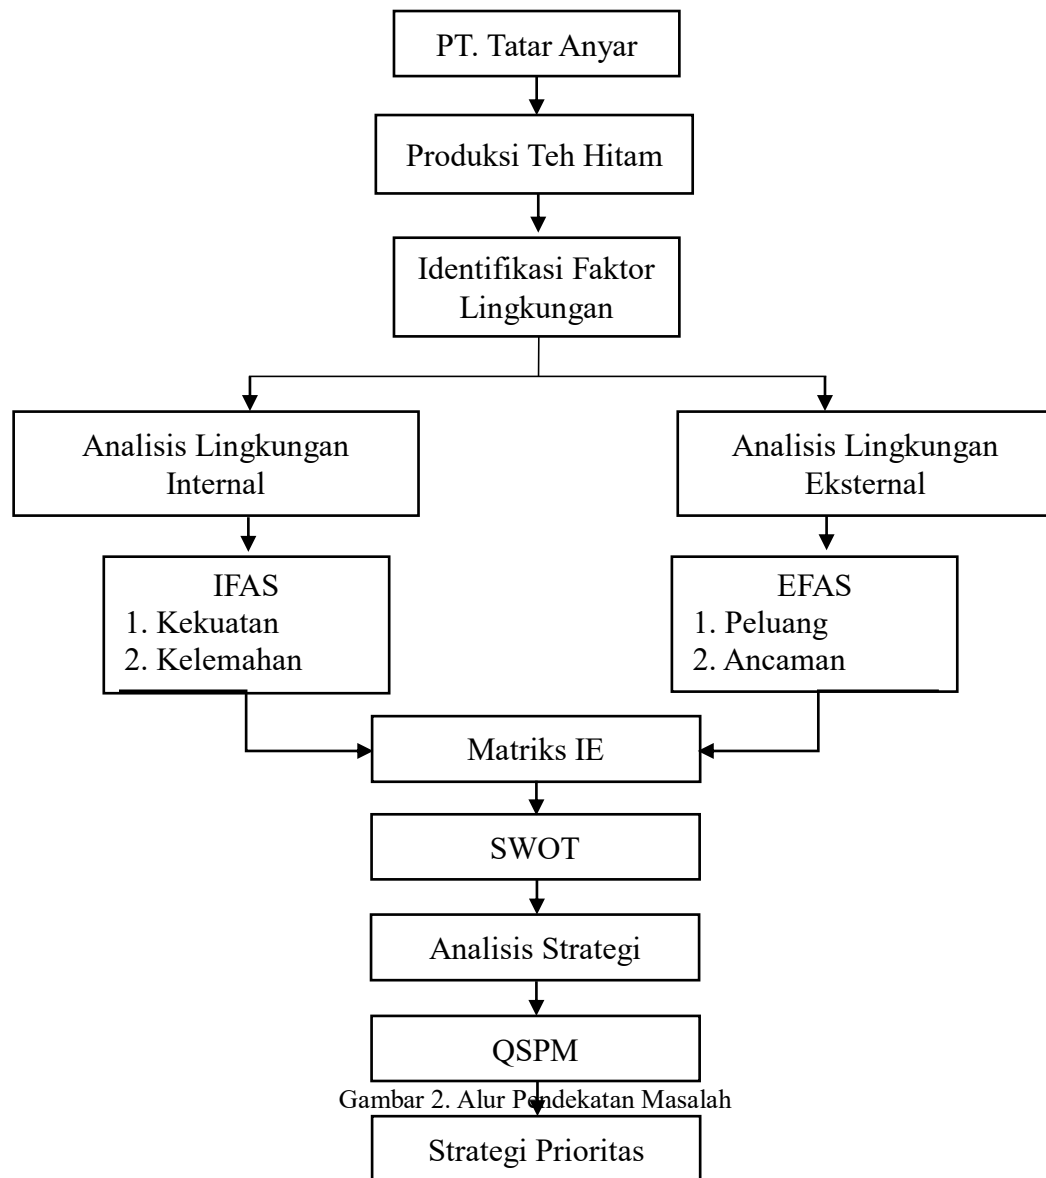 PT. Tatar Anyar
Produksi Teh Hitam
Identifikasi Faktor
Lingkungan
Analisis Lingkungan
Internal
Analisis Lingkungan
Eksternal
IFAS
1. Kekuatan
2. Kelemahan
EFAS
1. Peluang
2. Ancaman
Matriks IE
SWOT
Analisis Strategi
QSPM
Gambar 2. Alur Pendekatan Masalah
Strategi Prioritas